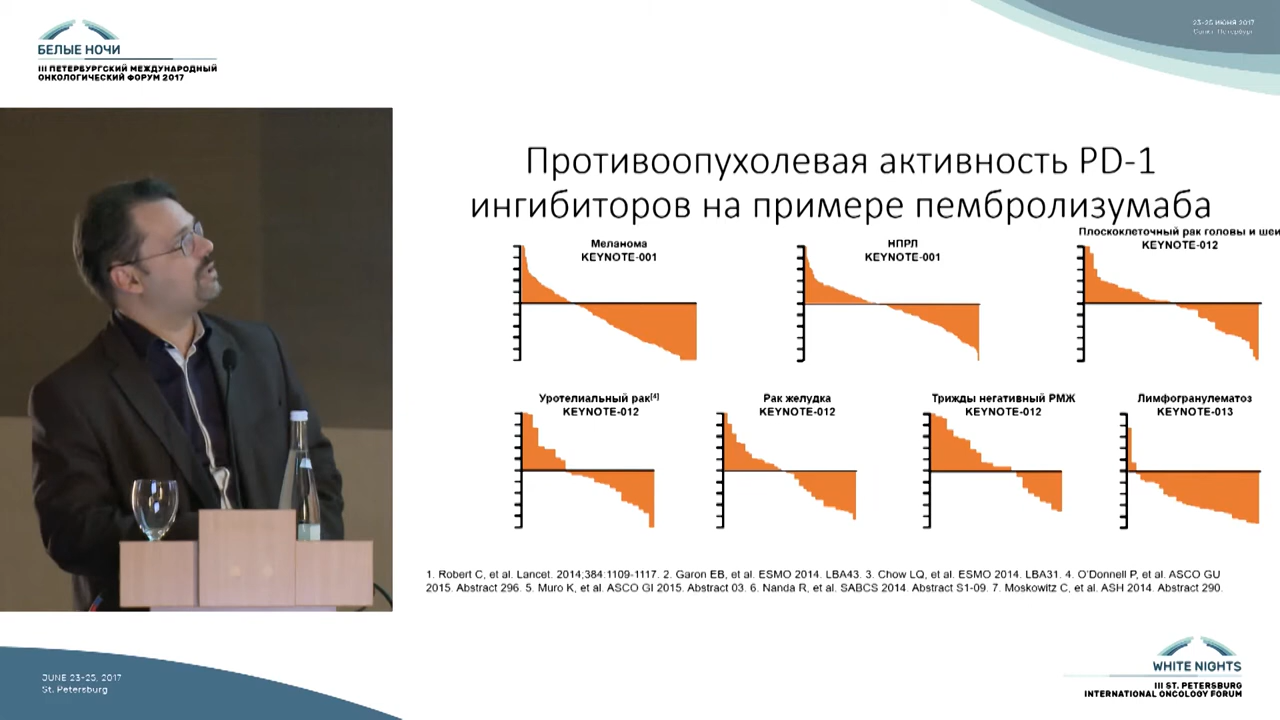 БЕЛЫЕ НОЧИ
III ПЕТЕРБУРГСКИЙ МЕЖДУНАРОДНЫЙ
ОНКОЛОГИЧЕСКИЙ ФОРУМ 2017
23-25 ИЮНЯ 2017
Санкт-Петербург
Противоопухолевая активность PD-1
ингибиторов на примере пембролизумаба
Меланома
KEYNOTE-001
НПРЛ
KEYNOTE-001
Плоскоклеточный рак головы и шеи
KEYNOTE-012
Уротелиальный рак[4]
KEYNOTE-012
Рак желудка
KEYNOTE-012
Трижды негативный РМЖ
KEYNOTE-012
Лимфогранулематоз
KEYNOTE-013
1. Robert C, et al. Lancet. 2014;384:1109-1117. 2. Garon EB, et al. ESMO 2014. LBA43. 3. Chow LQ, et al. ESMO 2014. LBA31. 4. O'Donnell P, et al. ASCO GU
2015. Abstract 296. 5. Muro K, et al. ASCO GI 2015. Abstract 03. 6. Nanda R, et al. SABCS 2014. Abstract S1-09. 7. Moskowitz C, et al. ASH 2014. Abstract 290.
JUNE 23-25, 2017
St. Petersburg
WHITE NIGHTS
III ST. PETERSBURG
INTERNATIONAL ONCOLOGY FORUM